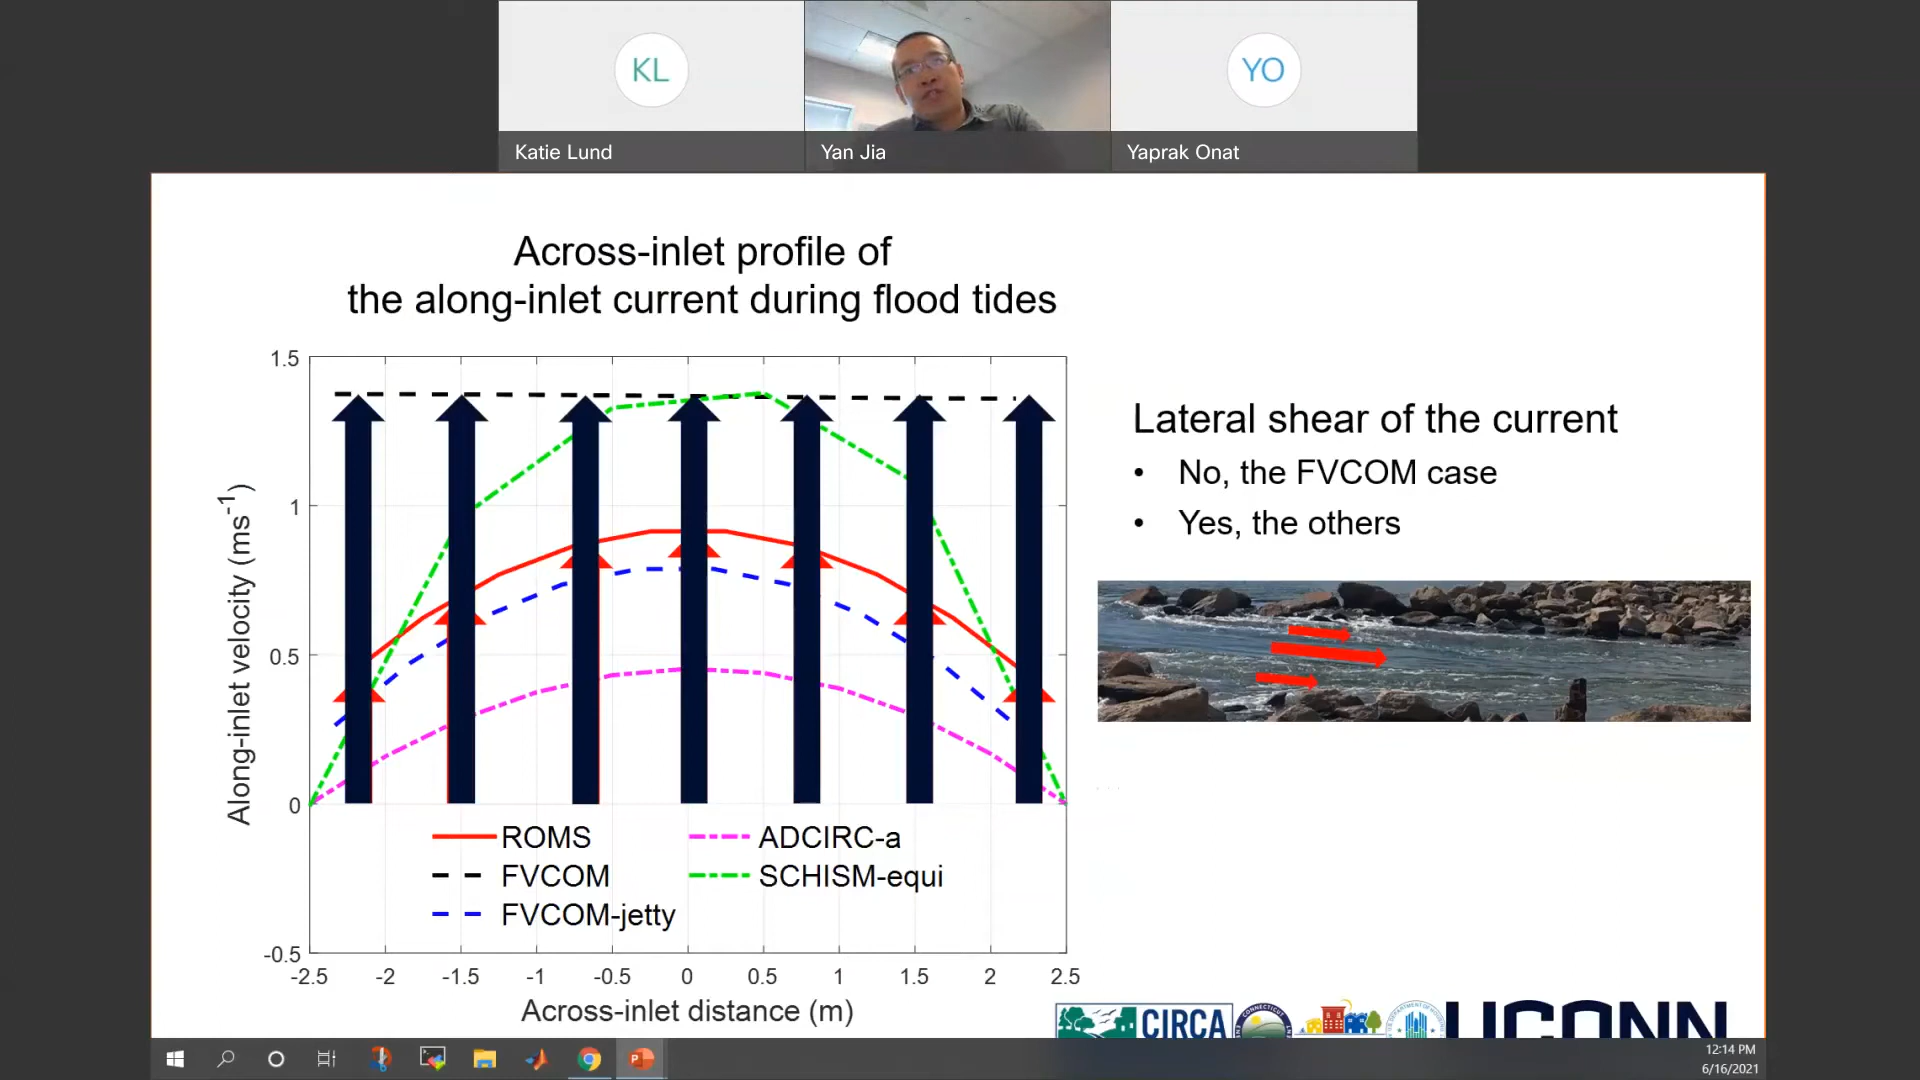 KL
YO
Katie Lund
Yan Jia
Yaprak Onat
Across-inlet profile of
the along-inlet current during flood tides
1.5
1
0.5
0
-0.5
-2.5 -2 -1.5 -1 -0.5 0 0.5 1 1.5 2 2.5
Along-inlet velocity (ms-1)
Across-inlet distance (m)
ROMS
FVCOM
FVCOM-jetty
ADCIRC-a
SCHISM-equi
Lateral shear of the current
• No, the FVCOM case
• Yes, the others
CIRCA
UCONN
12:14 PM
6/16/2021